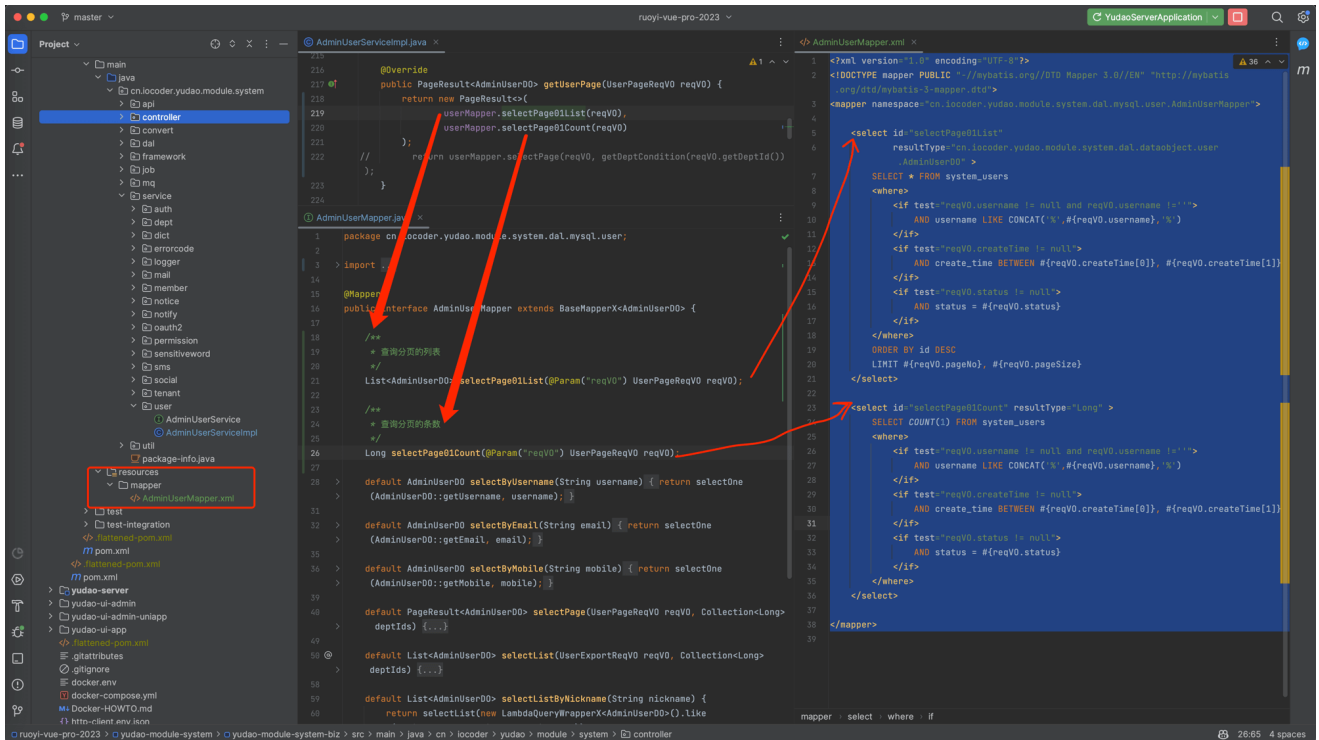 master
ruoyi-vue-pro-2023
YudaoServerApplication
Project
main
java
cn.iocoder.yudao.module.system
api
controller
convert
dal
framework
job
mq
service
auth
dept
dict
errorcode
logger
mail
member
notice
notify
oauth2
permission
sensitiveword
sms
social
tenant
user
AdminUserService
AdminUserServiceImpl
util
package-info.java
resources
mapper
AdminUserMapper.xml
test
test-integration
.flattened-pom.xml
pom.xml
.flattened-pom.xml
pom.xml
yudao-server
yudao-ui-admin
yudao-ui-admin-uniapp
yudao-ui-app
.flattened-pom.xml
.gitattributes
.gitignore
docker.env
docker-compose.yml
Docker-HOWTO.md
http-client.env.json
AdminUserServiceImpl.java
1
215
216 @Override
217 public PageResult<AdminUserDO> getUserPage(UserPageReqVO reqVO) {
218 return new PageResult<>(
219 userMapper.selectPage01List(reqVO),
220 userMapper.selectPage01Count(reqVO)
221 );
222 // return userMapper.selectPage(reqVO, getDeptCondition(reqVO.getDeptId())
);
223 }
224
AdminUserMapper.java
1 package cn.iocoder.yudao.module.system.dal.mysql.user;
2
3 import ...
14
15 @Mapper
16 public interface AdminUserMapper extends BaseMapperX<AdminUserDO> {
17
18 /**
19 * 查询分页的列表
20 */
21 List<AdminUserDO> selectPage01List(@Param("reqVO") UserPageReqVO reqVO);
22
23 /**
24 * 查询分页的条数
25 */
26 Long selectPage01Count(@Param("reqVO") UserPageReqVO reqVO);
27
28 default AdminUserDO selectByUsername(String username) { return selectOne
(AdminUserDO::getUsername, username); }
31
32 default AdminUserDO selectByEmail(String email) { return selectOne
(AdminUserDO::getEmail, email); }
35
36 default AdminUserDO selectByMobile(String mobile) { return selectOne
(AdminUserDO::getMobile, mobile); }
39
40 default PageResult<AdminUserDO> selectPage(UserPageReqVO reqVO, Collection<Long>
deptIds) {...}
49
50 default List<AdminUserDO> selectList(UserExportReqVO reqVO, Collection<Long>
deptIds) {...}
58
59 default List<AdminUserDO> selectListByNickname(String nickname) {
60 return selectList(new LambdaQueryWrapperX<AdminUserDO>().like
AdminUserMapper.xml
36
1 <?xml version="1.0" encoding="UTF-8"?>
2 <!DOCTYPE mapper PUBLIC "-//mybatis.org//DTD Mapper 3.0//EN" "http://mybatis
.org/dtd/mybatis-3-mapper.dtd">
3 <mapper namespace="cn.iocoder.yudao.module.system.dal.mysql.user.AdminUserMapper">
4
5 <select id="selectPage01List"
6 resultType="cn.iocoder.yudao.module.system.dal.dataobject.user
.AdminUserDO" >
7 SELECT * FROM system_users
8 <where>
9 <if test="reqVO.username != null and reqVO.username !=''">
10 AND username LIKE CONCAT('%',#{reqVO.username},'%')
11 </if>
12 <if test="reqVO.createTime != null">
13 AND create_time BETWEEN #{reqVO.createTime[0]}, #{reqVO.createTime[1]}
14 </if>
15 <if test="reqVO.status != null">
16 AND status = #{reqVO.status}
17 </if>
18 </where>
19 ORDER BY id DESC
20 LIMIT #{reqVO.pageNo}, #{reqVO.pageSize}
21 </select>
22
23 <select id="selectPage01Count" resultType="Long" >
24 SELECT COUNT(1) FROM system_users
25 <where>
26 <if test="reqVO.username != null and reqVO.username !=''">
27 AND username LIKE CONCAT('%',#{reqVO.username},'%')
28 </if>
29 <if test="reqVO.createTime != null">
30 AND create_time BETWEEN #{reqVO.createTime[0]}, #{reqVO.createTime[1]}
31 </if>
32 <if test="reqVO.status != null">
33 AND status = #{reqVO.status}
34 </if>
35 </where>
36 </select>
37
38 </mapper>
39
mapper › select › where › if
ruoyi-vue-pro-2023 › yudao-module-system › yudao-module-system-biz › src › main › java › cn › iocoder › yudao › module › system › controller
26:65 4 spaces